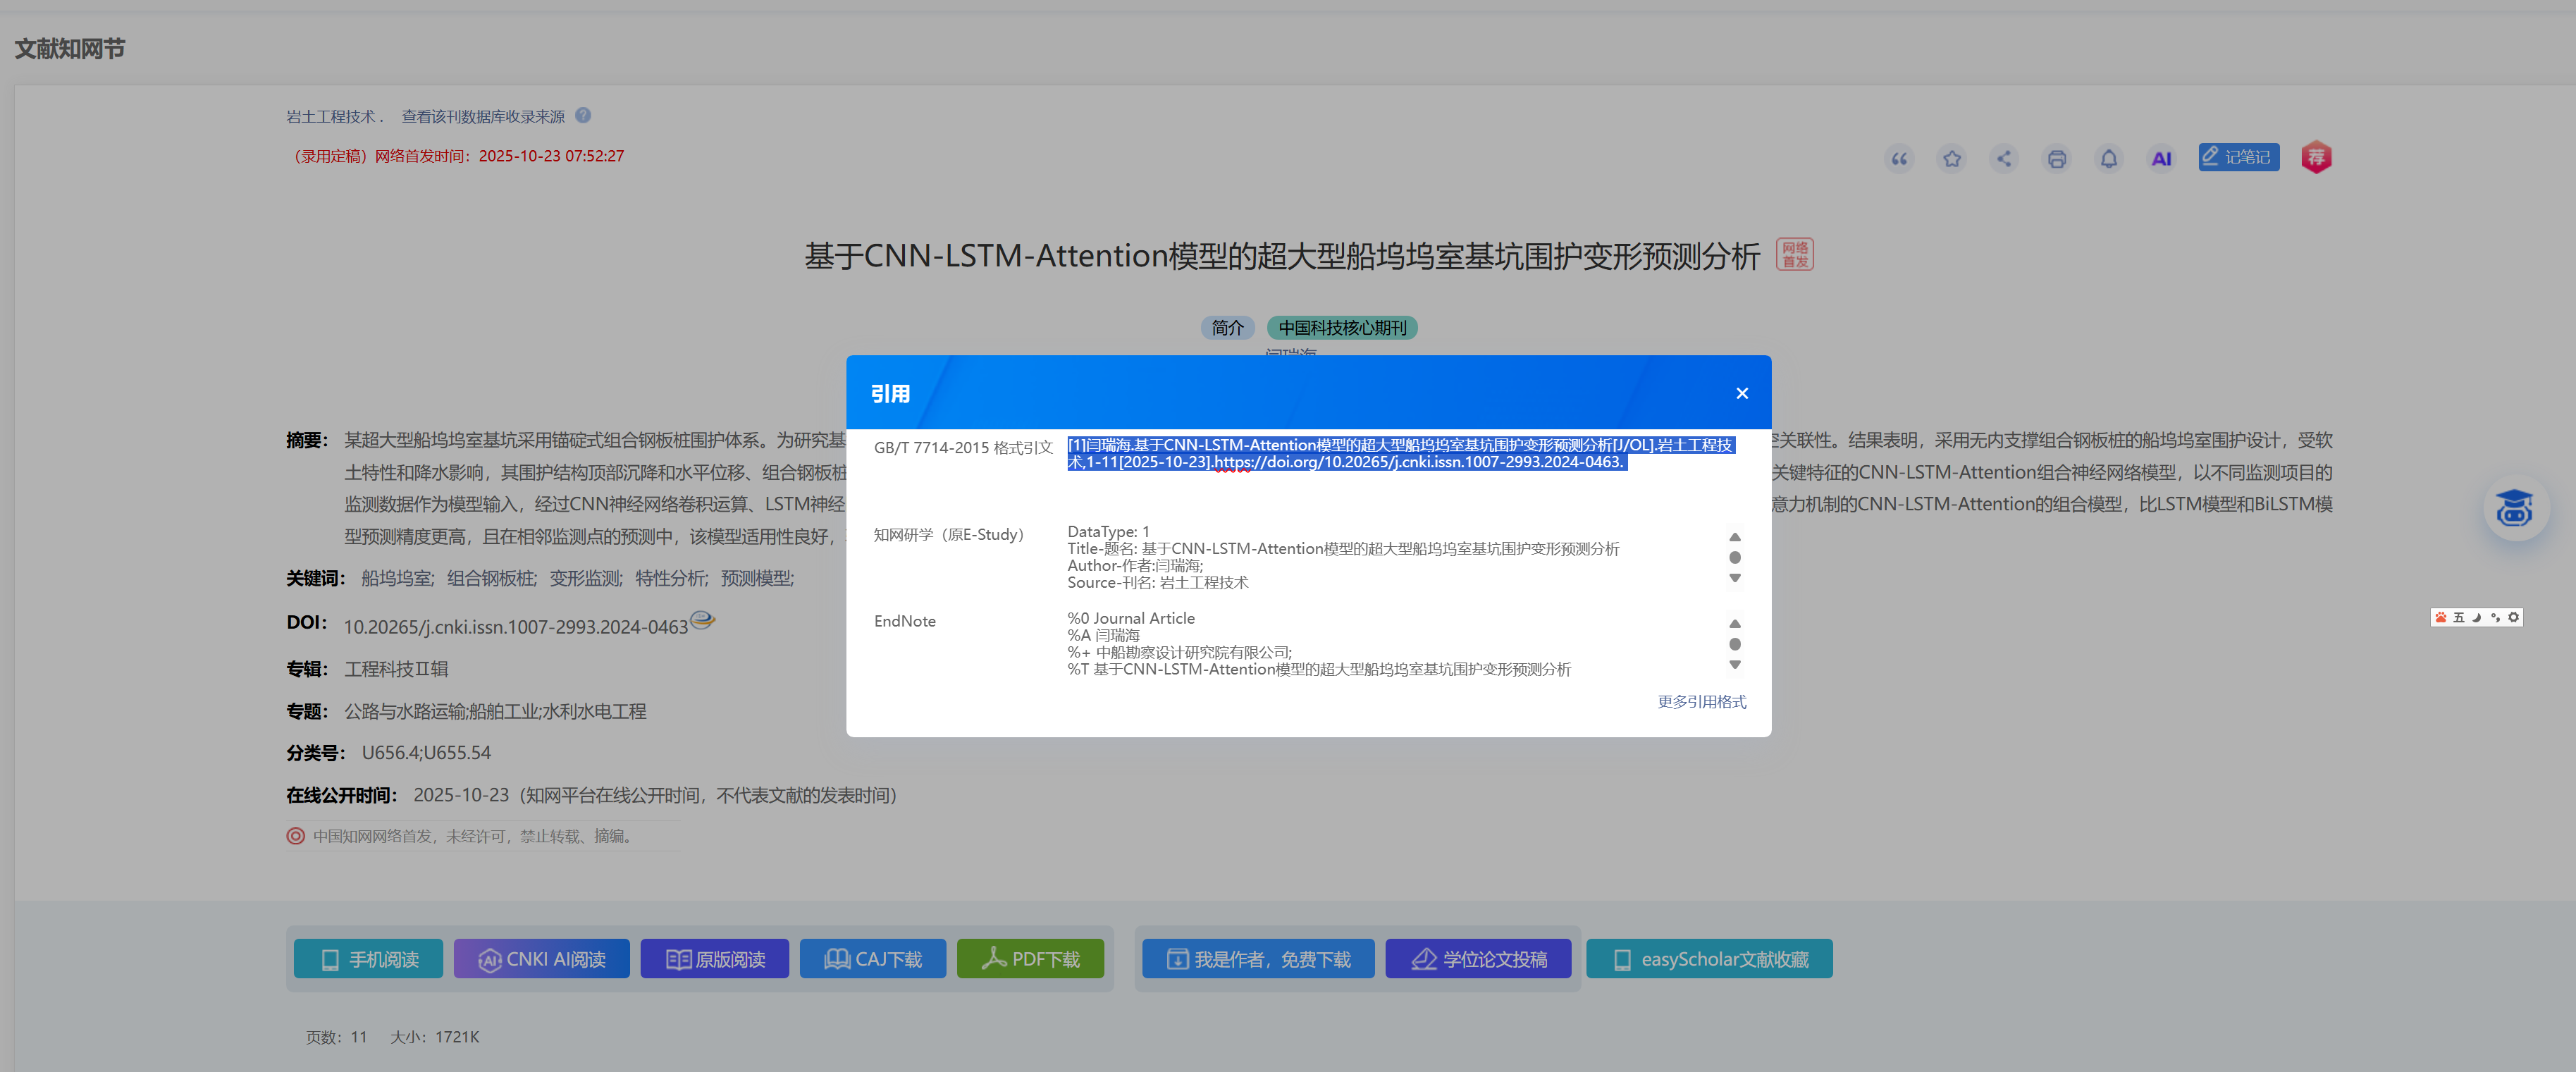 文献知网节
岩土工程技术 .    查看该刊数据库收录来源 ?
（录用定稿）网络首发时间：2025-10-23 07:52:27
AI 记笔记 荐
基于CNN-LSTM-Attention模型的超大型船坞坞室基坑围护变形预测分析 网络首发
简介 中国科技核心期刊
闫瑞海
引用
GB/T 7714-2015 格式引文
[1]闫瑞海.基于CNN-LSTM-Attention模型的超大型船坞坞室基坑围护变形预测分析[J/OL].岩土工程技
术,1-11[2025-10-23].https://doi.org/10.20265/j.cnki.issn.1007-2993.2024-0463.
知网研学（原E-Study）
DataType: 1
Title-题名: 基于CNN-LSTM-Attention模型的超大型船坞坞室基坑围护变形预测分析
Author-作者:闫瑞海;
Source-刊名: 岩土工程技术
EndNote
%0 Journal Article
%A 闫瑞海
%+ 中船勘察设计研究院有限公司;
%T 基于CNN-LSTM-Attention模型的超大型船坞坞室基坑围护变形预测分析
更多引用格式
摘要： 某超大型船坞坞室基坑采用锚碇式组合钢板桩围护体系。为研究基
关联性。结果表明，采用无内支撑组合钢板桩的船坞坞室围护设计，受软
土特性和降水影响，其围护结构顶部沉降和水平位移、组合钢板桩
关键特征的CNN-LSTM-Attention组合神经网络模型，以不同监测项目的
监测数据作为模型输入，经过CNN神经网络卷积运算、LSTM神经
意力机制的CNN-LSTM-Attention的组合模型，比LSTM模型和BiLSTM模
型预测精度更高，且在相邻监测点的预测中，该模型适用性良好，
关键词： 船坞坞室; 组合钢板桩; 变形监测; 特性分析; 预测模型;
DOI： 10.20265/j.cnki.issn.1007-2993.2024-0463
专辑： 工程科技Ⅱ辑
专题： 公路与水路运输;船舶工业;水利水电工程
分类号： U656.4;U655.54
在线公开时间： 2025-10-23（知网平台在线公开时间，不代表文献的发表时间）
中国知网网络首发，未经许可，禁止转载、摘编。
五
手机阅读 AI CNKI AI阅读 原版阅读 CAJ下载 PDF下载 我是作者，免费下载 学位论文投稿 easyScholar文献收藏
页数：11 大小：1721K